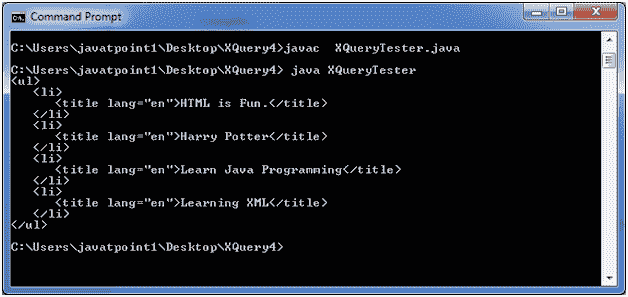 Command Prompt
C:\Users\javatpoint1\Desktop\XQuery4>javac  XQueryTester.java
C:\Users\javatpoint1\Desktop\XQuery4> java XQueryTester
<ul>
   <li>
      <title lang="en">HTML is Fun.</title>
   </li>
   <li>
      <title lang="en">Harry Potter</title>
   </li>
   <li>
      <title lang="en">Learn Java Programming</title>
   </li>
   <li>
      <title lang="en">Learning XML</title>
   </li>
</ul>
C:\Users\javatpoint1\Desktop\XQuery4>